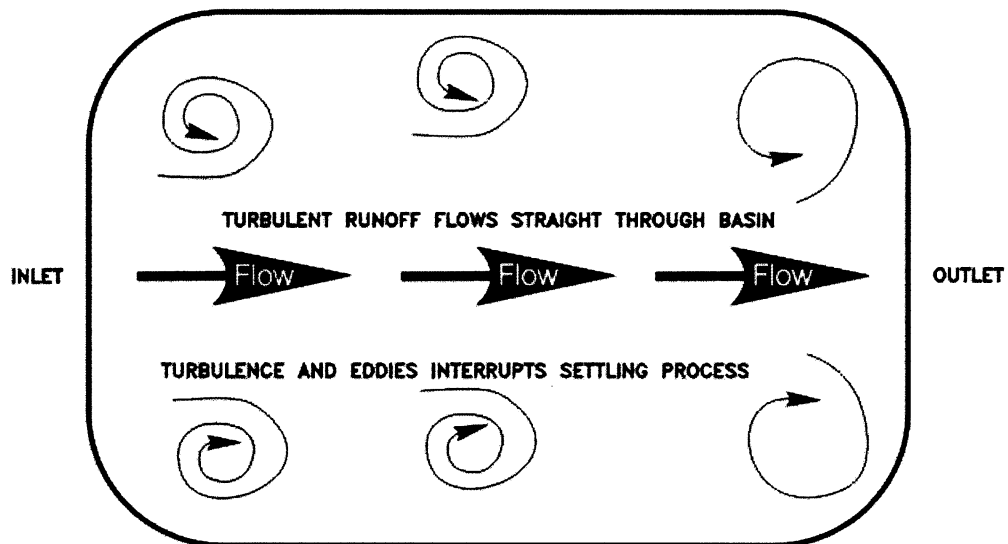 TURBULENT RUNOFF FLOWS STRAIGHT THROUGH BASIN
INLET
Flow
Flow
Flow
OUTLET
TURBULENCE AND EDDIES INTERRUPTS SETTLING PROCESS